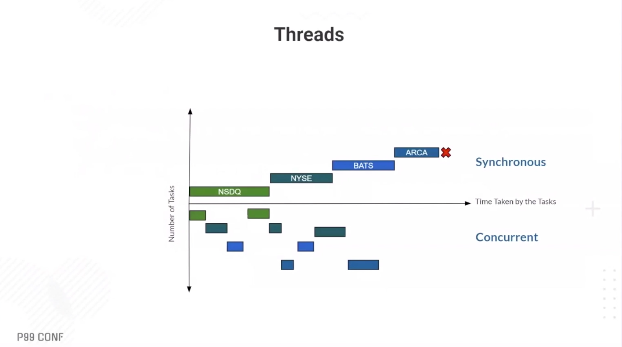 Threads
ARCA
BATS
Synchronous
NYSE
NSDQ
Time Taken by the Tasks
Number of Tasks
Concurrent
P99 CONF